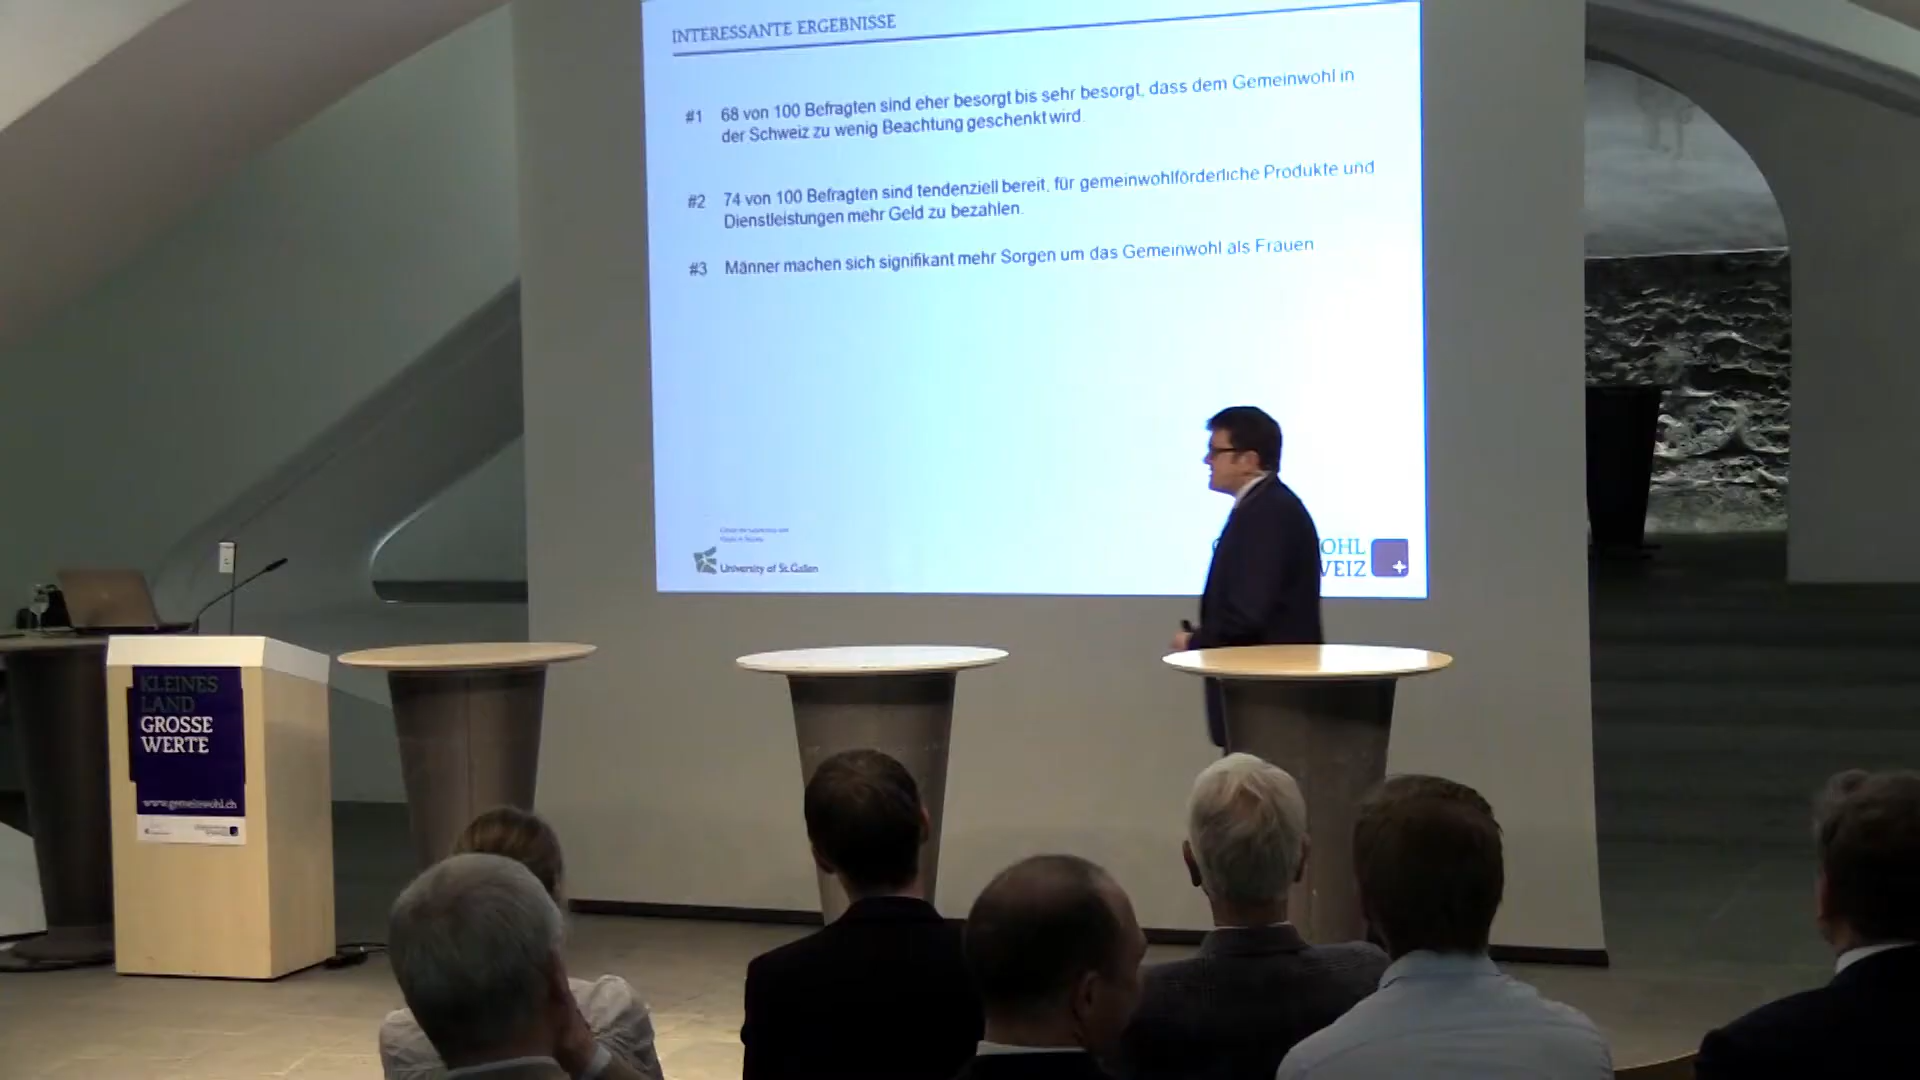 INTERESSANTE ERGEBNISSE
#1 68 von 100 Befragten sind eher besorgt bis sehr besorgt, dass dem Gemeinwohl in
der Schweiz zu wenig Beachtung geschenkt wird.
#2 74 von 100 Befragten sind tendenziell bereit, für gemeinwohlförderliche Produkte und
Dienstleistungen mehr Geld zu bezahlen.
#3 Männer machen sich signifikant mehr Sorgen um das Gemeinwohl als Frauen
University of St.Gallen
OHL
VEIZ
KLEINES
LAND
GROSSE
WERTE
www.gemeinwohl.ch